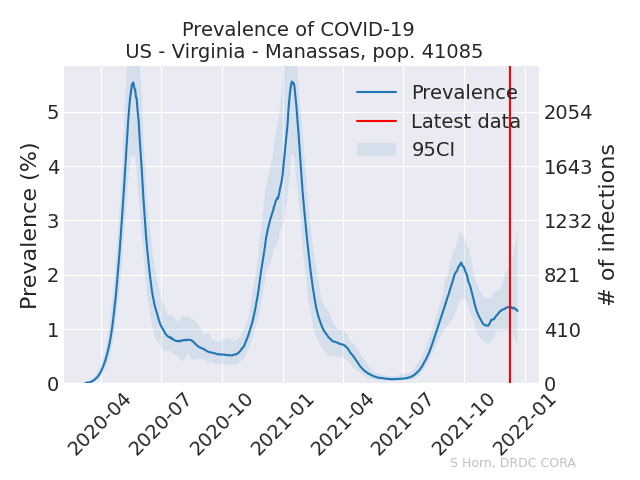 Prevalence of COVID-19
US - Virginia - Manassas, pop. 41085
Prevalence
Latest data
95CI
Prevalence (%)
5
4
3
2
1
0
2054
1643
1232
821
410
0
# of infections
2020-04
2020-07
2020-10
2021-01
2021-04
2021-07
2021-10
2022-01
S Horn, DRDC CORA